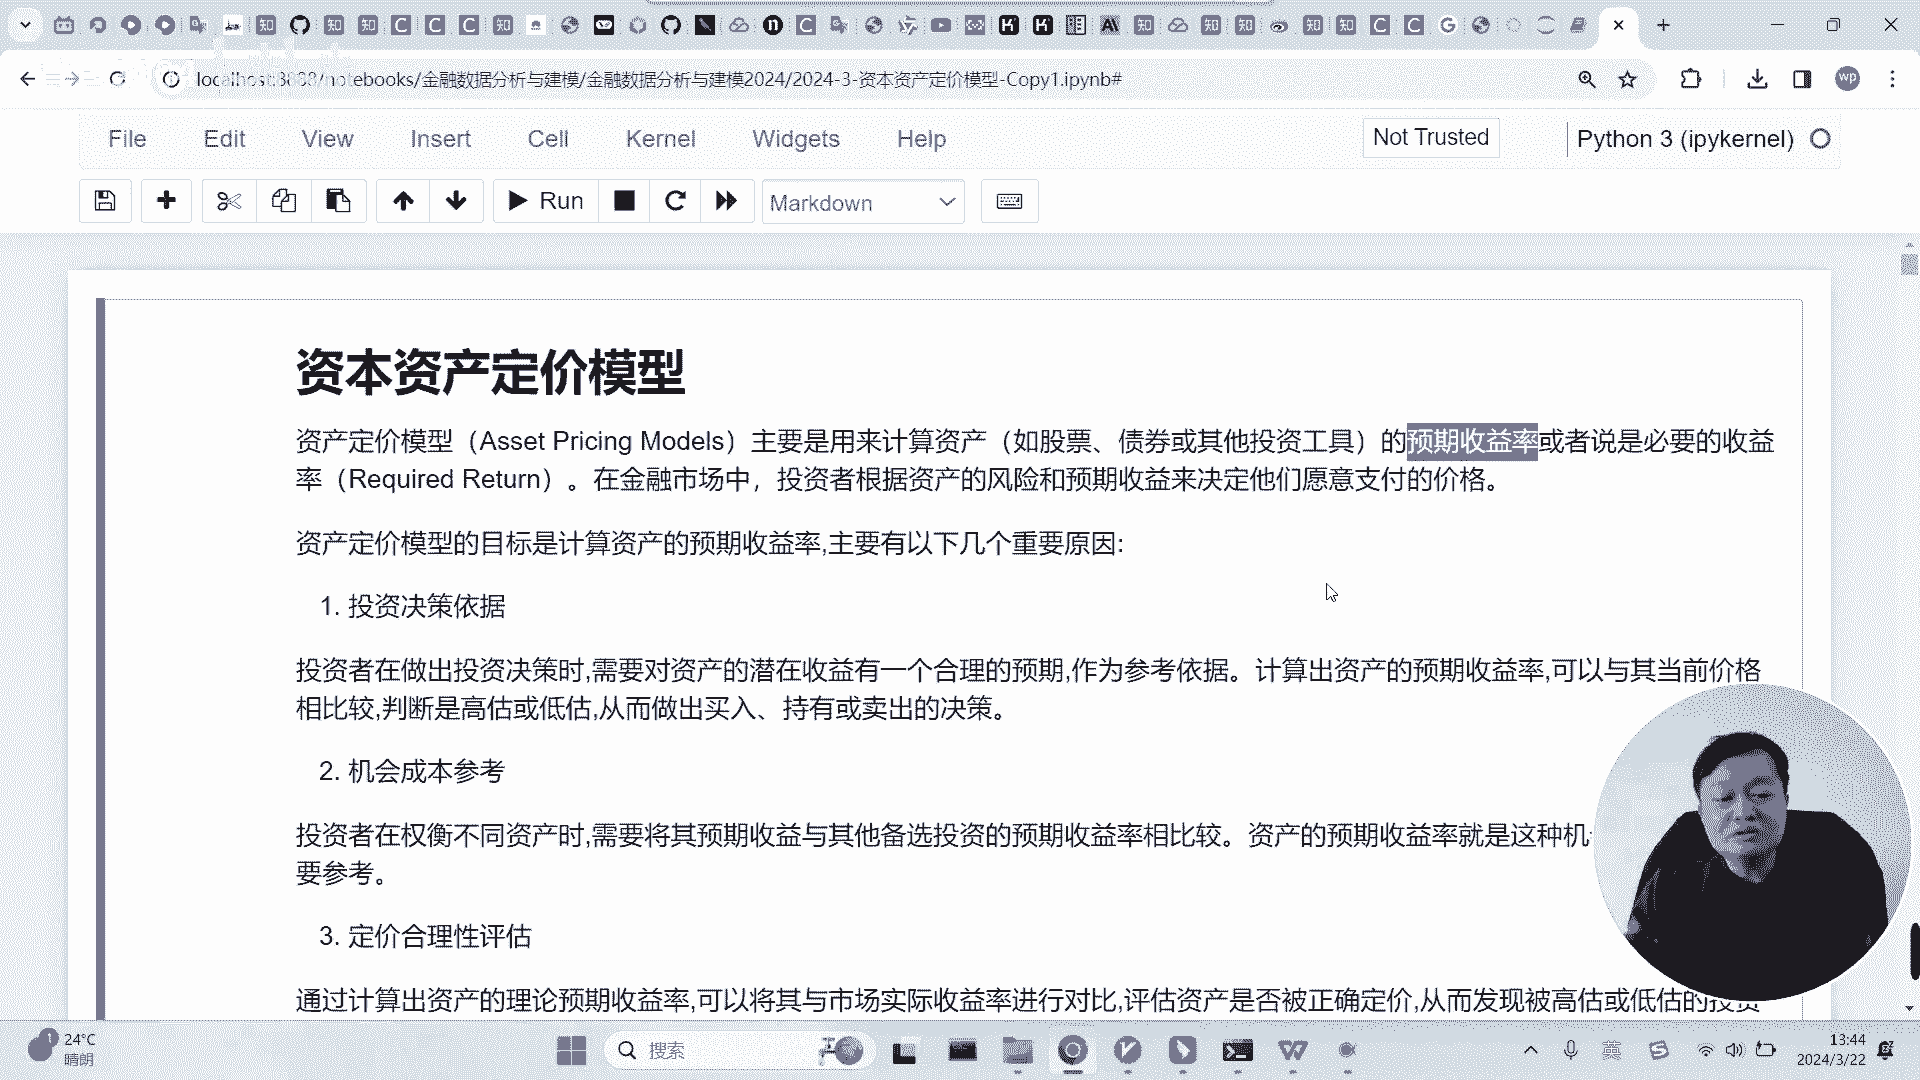 localhost:8888/notebooks/金融数据分析与建模/金融数据分析与建模2024/2024-3-资本资产定价模型-Copy1.ipynb#
wp
File Edit View Insert Cell Kernel Widgets Help
Not Trusted
Python 3 (ipykernel)
Run
Markdown
资本资产定价模型
资产定价模型（Asset Pricing Models）主要是用来计算资产（如股票、债券或其他投资工具）的预期收益率或者说是必要的收益
率（Required Return）。在金融市场中，投资者根据资产的风险和预期收益来决定他们愿意支付的价格。
资产定价模型的目标是计算资产的预期收益率,主要有以下几个重要原因:
1. 投资决策依据
投资者在做出投资决策时,需要对资产的潜在收益有一个合理的预期,作为参考依据。计算出资产的预期收益率,可以与其当前价格
相比较,判断是高估或低估,从而做出买入、持有或卖出的决策。
2. 机会成本参考
投资者在权衡不同资产时,需要将其预期收益与其他备选投资的预期收益率相比较。资产的预期收益率就是这种机
要参考。
3. 定价合理性评估
通过计算出资产的理论预期收益率,可以将其与市场实际收益率进行对比,评估资产是否被正确定价,从而发现被高估或低估的投资
24°C
晴朗
搜索
英
13:44
2024/3/22